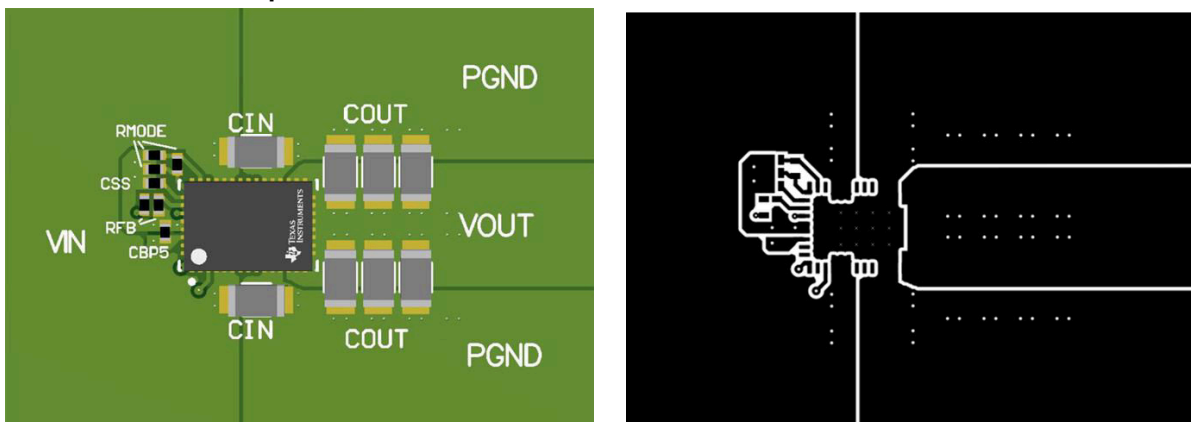 PGND
CIN
COUT
RMODE
CSS
RFB
VIN
CBP5
TEXAS
INSTRUMENTS
VOUT
CIN
COUT
PGND